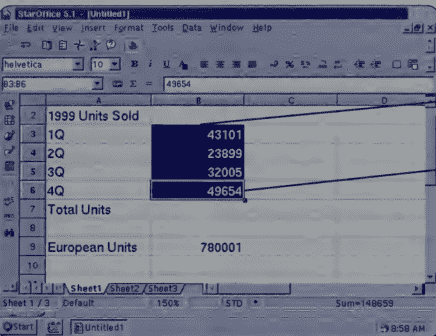 StarOffice 5.1 - [Untitled1]
File Edit View Insert Format Tools Data Window Help
helvetica 10 B i U A
B3:B6 Σ = 49654
A B C D
2 1999 Units Sold
3 1Q 43101
4 2Q 23899
5 3Q 32005
6 4Q 49654
7 Total Units
8
9 European Units 780001
10
Sheet1 Sheet2 Sheet3
Sheet 1 / 3 Default 150% STD * Sum=148659
Start Untitled1 8:58 AM